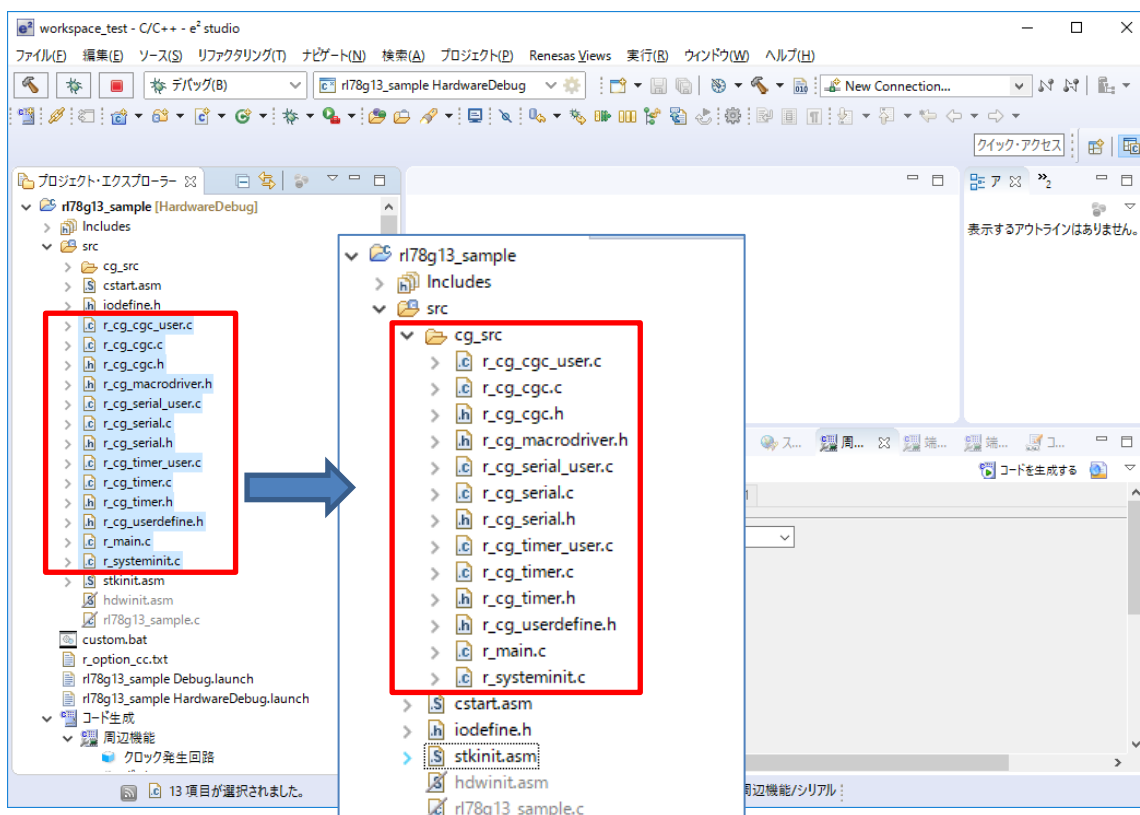 workspace_test - C/C++ - e² studio
ファイル(F) 編集(E) ソース(S) リファクタリング(T) ナビゲート(N) 検索(A) プロジェクト(P) Renesas Views 実行(R) ウィンドウ(W) ヘルプ(H)
デバッグ(B) rl78g13_sample HardwareDebug New Connection...
クイック・アクセス
プロジェクト・エクスプローラー
ア
2
rl78g13_sample [HardwareDebug]
Includes
src
cg_src
cstart.asm
iodefine.h
r_cg_cgc_user.c
r_cg_cgc.c
r_cg_cgc.h
r_cg_macrodriver.h
r_cg_serial_user.c
r_cg_serial.c
r_cg_serial.h
r_cg_timer_user.c
r_cg_timer.c
r_cg_timer.h
r_cg_userdefine.h
r_main.c
r_systeminit.c
stkinit.asm
hdwinit.asm
rl78g13_sample.c
custom.bat
r_option_cc.txt
rl78g13_sample Debug.launch
rl78g13_sample HardwareDebug.launch
コード生成
周辺機能
クロック発生回路
13 項目が選択されました。
rl78g13_sample
Includes
src
cg_src
r_cg_cgc_user.c
r_cg_cgc.c
r_cg_cgc.h
r_cg_macrodriver.h
r_cg_serial_user.c
r_cg_serial.c
r_cg_serial.h
r_cg_timer_user.c
r_cg_timer.c
r_cg_timer.h
r_cg_userdefine.h
r_main.c
r_systeminit.c
cstart.asm
iodefine.h
stkinit.asm
hdwinit.asm
rl78g13_sample.c
表示するアウトラインはありません。
ス... 周... 端... 端... コ...
コードを生成する
周辺機能/シリアル